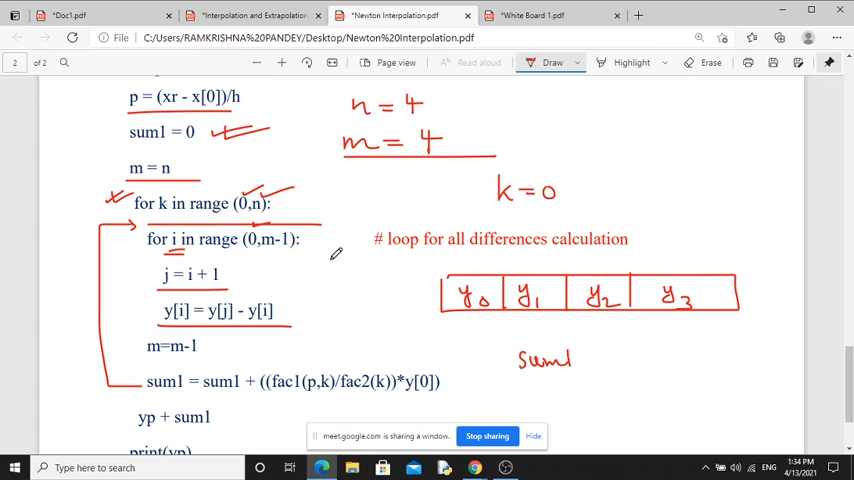 *Doc1.pdf
*Interpolation and Extrapolation
*Newton Interpolation.pdf
*White Board 1.pdf
File
C:/Users/RAMKRISHNA%20PANDEY/Desktop/Newton%20Interpolation.pdf
2 of 2
Page view
Read aloud
Draw
Highlight
Erase
p = (xr - x[0])/h
n = 4
sum1 = 0
m = 4
m = n
k = 0
for k in range (0,n):
for i in range (0,m-1):
# loop for all differences calculation
j = i + 1
y0 y1 y2 y3
y[i] = y[j] - y[i]
m=m-1
sum1
sum1 = sum1 + ((fac1(p,k)/fac2(k))*y[0])
yp + sum1
meet.google.com is sharing a window.
Stop sharing
Hide
print(yp)
Type here to search
ENG
1:34 PM
4/13/2021